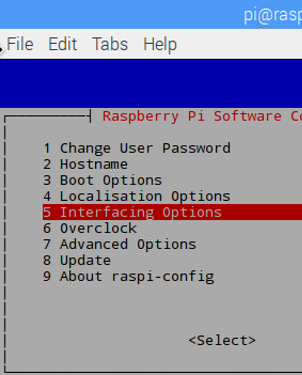 pi@rasp
File Edit Tabs Help
Raspberry Pi Software Co
1 Change User Password
2 Hostname
3 Boot Options
4 Localisation Options
5 Interfacing Options
6 Overclock
7 Advanced Options
8 Update
9 About raspi-config
<Select>